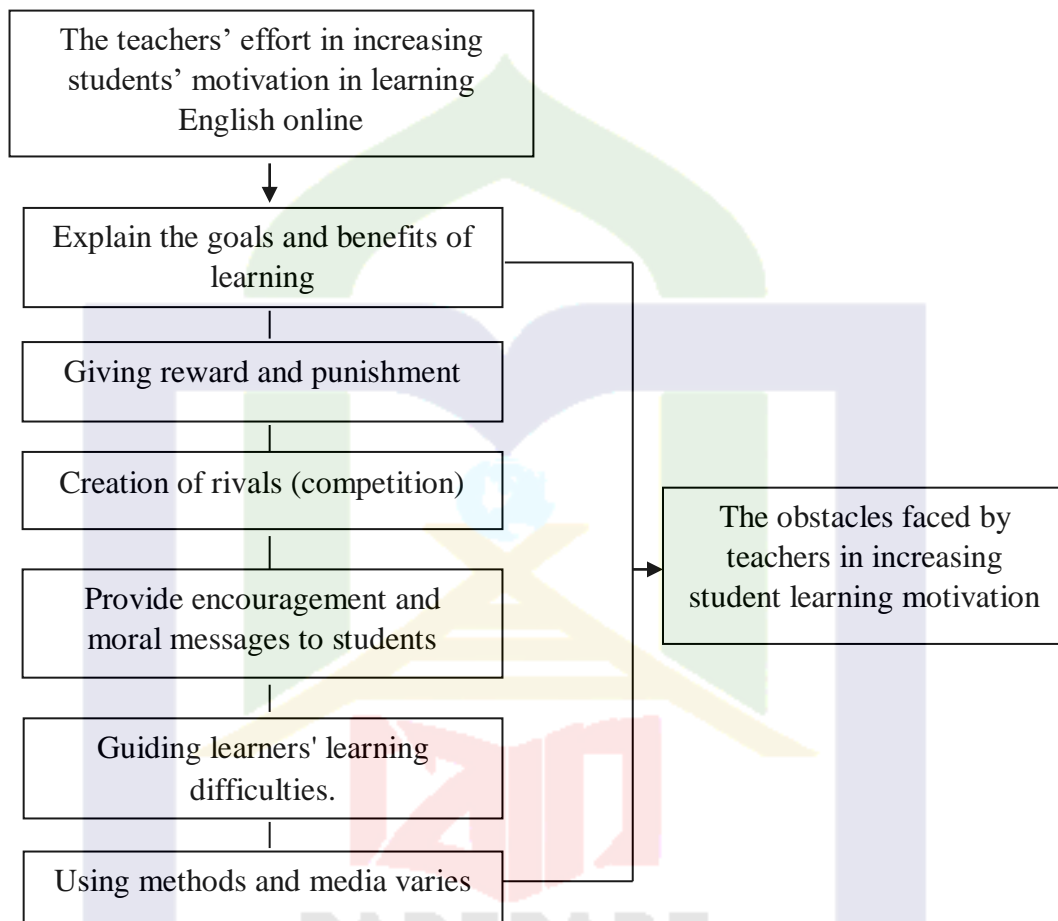 The teachers’ effort in increasing
students’ motivation in learning
English online
Explain the goals and benefits of
learning
Giving reward and punishment
Creation of rivals (competition)
Provide encouragement and
moral messages to students
Guiding learners' learning
difficulties.
Using methods and media varies
The obstacles faced by
teachers in increasing
student learning motivation